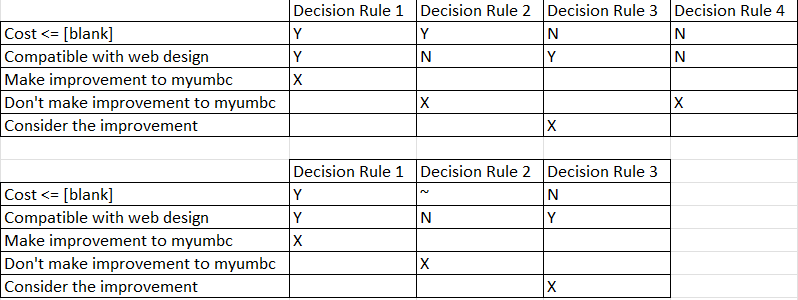 Decision Rule 1 Decision Rule 2 Decision Rule 3 Decision Rule 4
Cost <= [blank] Y Y N N
Compatible with web design Y N Y N
Make improvement to myumbc X
Don't make improvement to myumbc X X
Consider the improvement X
Decision Rule 1 Decision Rule 2 Decision Rule 3
Cost <= [blank] Y ~ N
Compatible with web design Y N Y
Make improvement to myumbc X
Don't make improvement to myumbc X
Consider the improvement X